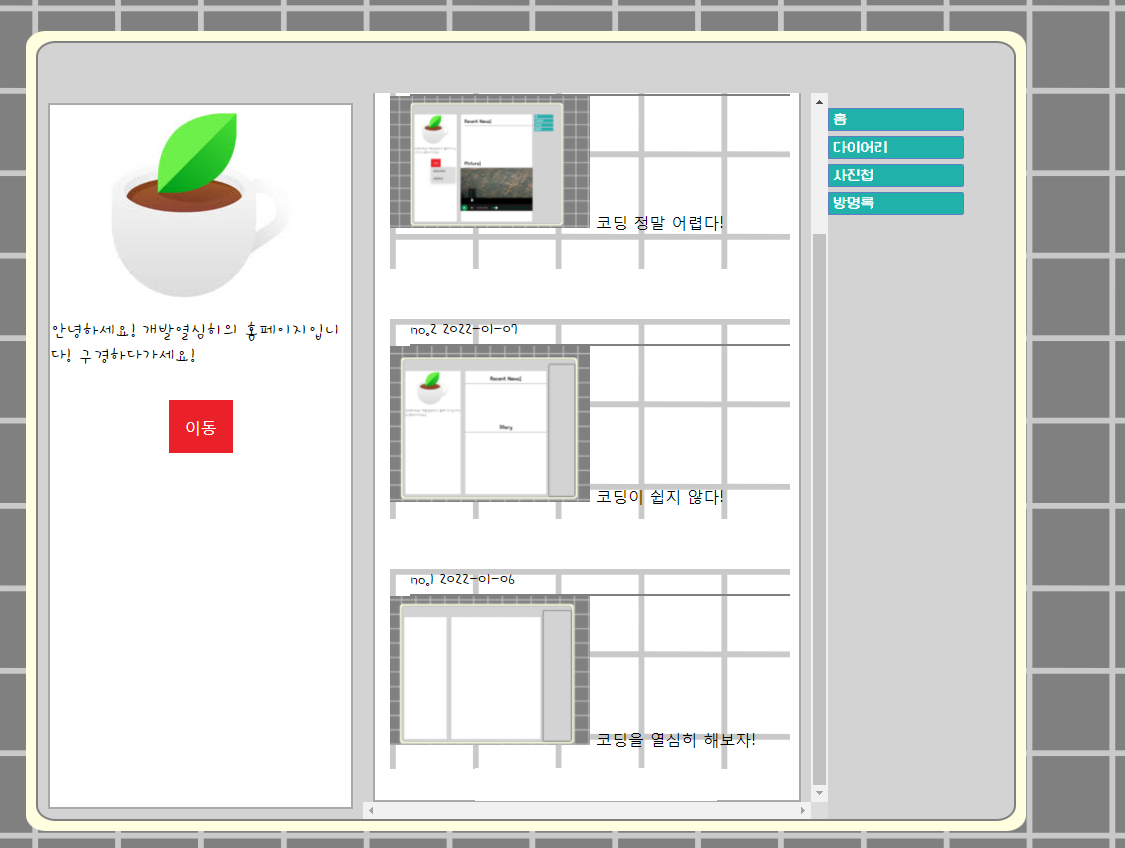 안녕하세요! 개발열심히의 홈페이지입니
다! 구경하다가세요!
이동
Recent News!
Picture!
코딩 정말 어렵다!
no.2 2022-01-07
Recent News!
Diary
코딩이 쉽지 않다!
no.1 2022-01-06
코딩을 열심히 해보자!
홈
다이어리
사진첩
방명록